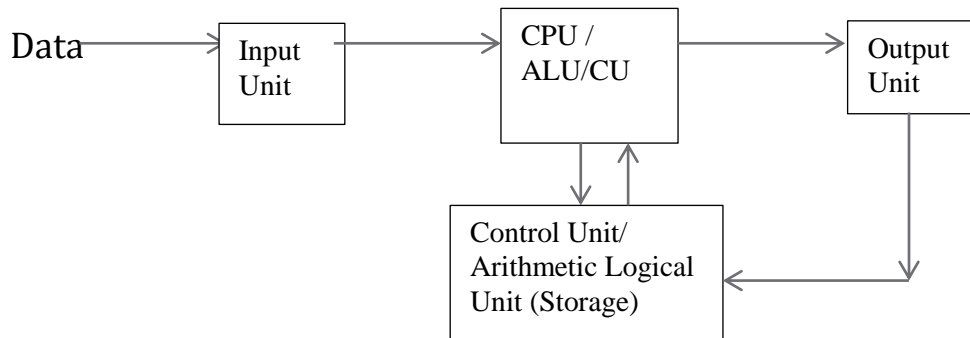 Data
Input
Unit
CPU /
ALU/CU
Output
Unit
Control Unit/
Arithmetic Logical
Unit (Storage)